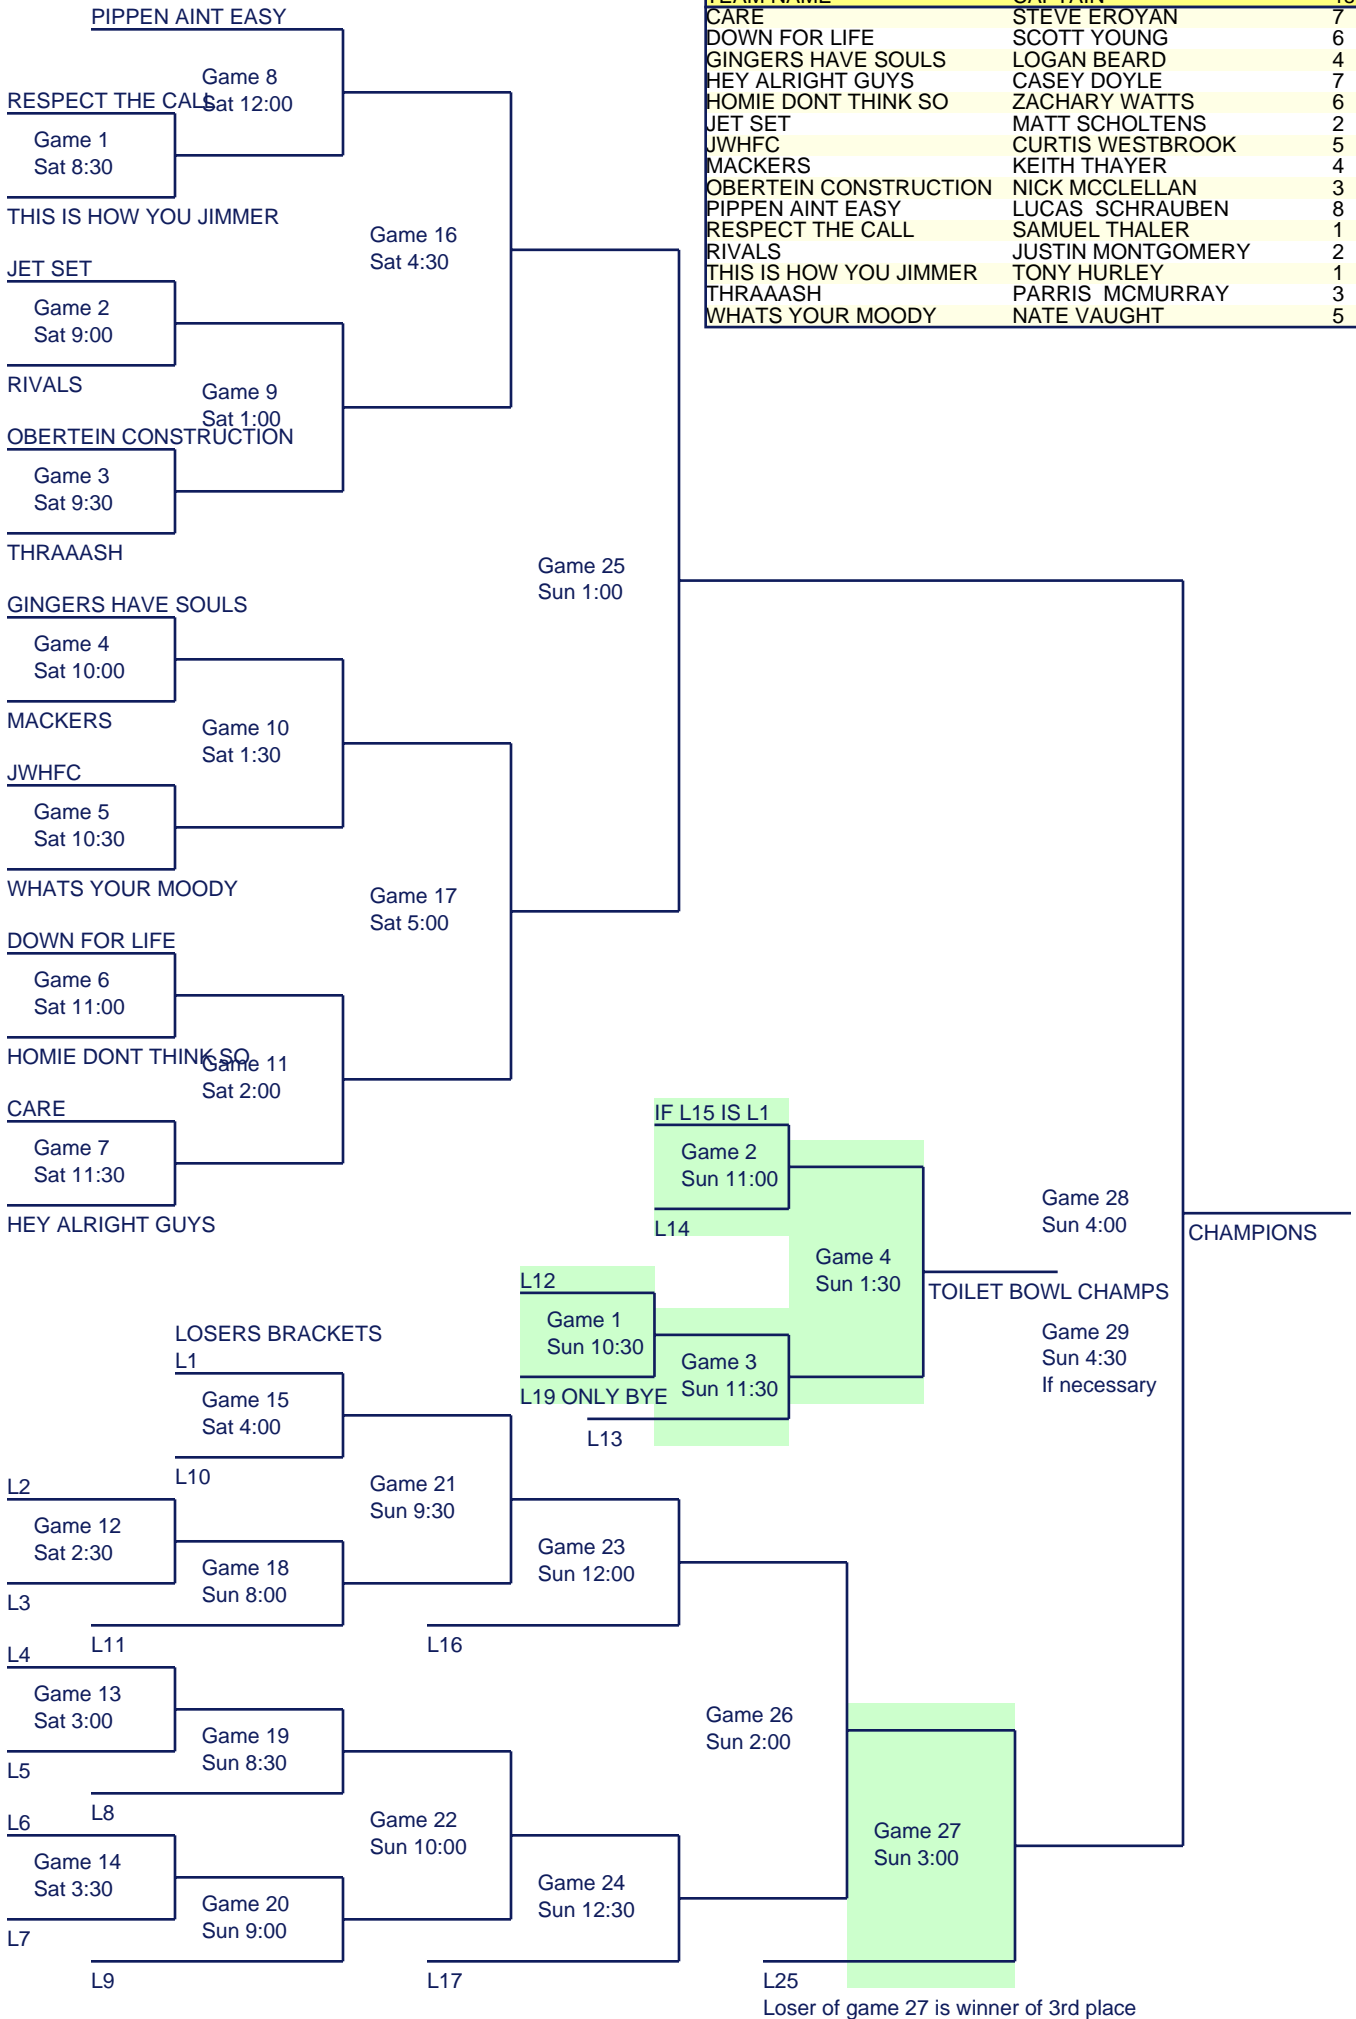 PIPPEN AINT EASY
Game 8
Sat 12:00
RESPECT THE CALL
Game 1
Sat 8:30
THIS IS HOW YOU JIMMER
Game 16
Sat 4:30
JET SET
Game 2
Sat 9:00
RIVALS
Game 9
Sat 1:00
OBERTEIN CONSTRUCTION
Game 3
Sat 9:30
THRAAASH
Game 25
Sun 1:00
GINGERS HAVE SOULS
Game 4
Sat 10:00
MACKERS
Game 10
Sat 1:30
JWHFC
Game 5
Sat 10:30
WHATS YOUR MOODY
Game 17
Sat 5:00
DOWN FOR LIFE
Game 6
Sat 11:00
HOMIE DONT THINK SO
Game 11
Sat 2:00
CARE
Game 7
Sat 11:30
HEY ALRIGHT GUYS
TEAM NAME CAPTAIN
CARE STEVE EROYAN 7
DOWN FOR LIFE SCOTT YOUNG 6
GINGERS HAVE SOULS LOGAN BEARD 4
HEY ALRIGHT GUYS CASEY DOYLE 7
HOMIE DONT THINK SO ZACHARY WATTS 6
JET SET MATT SCHOLTENS 2
JWHFC CURTIS WESTBROOK 5
MACKERS KEITH THAYER 4
OBERTEIN CONSTRUCTION NICK MCCLELLAN 3
PIPPEN AINT EASY LUCAS SCHRAUBEN 8
RESPECT THE CALL SAMUEL THALER 1
RIVALS JUSTIN MONTGOMERY 2
THIS IS HOW YOU JIMMER TONY HURLEY 1
THRAAASH PARRIS MCMURRAY 3
WHATS YOUR MOODY NATE VAUGHT 5
IF L15 IS L1
Game 2
Sun 11:00
L14
Game 4
Sun 1:30
L12
Game 1
Sun 10:30
L19 ONLY BYE
Game 3
Sun 11:30
L13
TOILET BOWL CHAMPS
Game 28
Sun 4:00
CHAMPIONS
Game 29
Sun 4:30
If necessary
LOSERS BRACKETS
L1
Game 15
Sat 4:00
L10
Game 21
Sun 9:30
L2
Game 12
Sat 2:30
L3
Game 18
Sun 8:00
L11
Game 23
Sun 12:00
L16
L4
Game 13
Sat 3:00
L5
Game 19
Sun 8:30
L8
Game 26
Sun 2:00
L6
Game 14
Sat 3:30
L7
Game 22
Sun 10:00
Game 20
Sun 9:00
L9
Game 24
Sun 12:30
L17
Game 27
Sun 3:00
L25
Loser of game 27 is winner of 3rd place